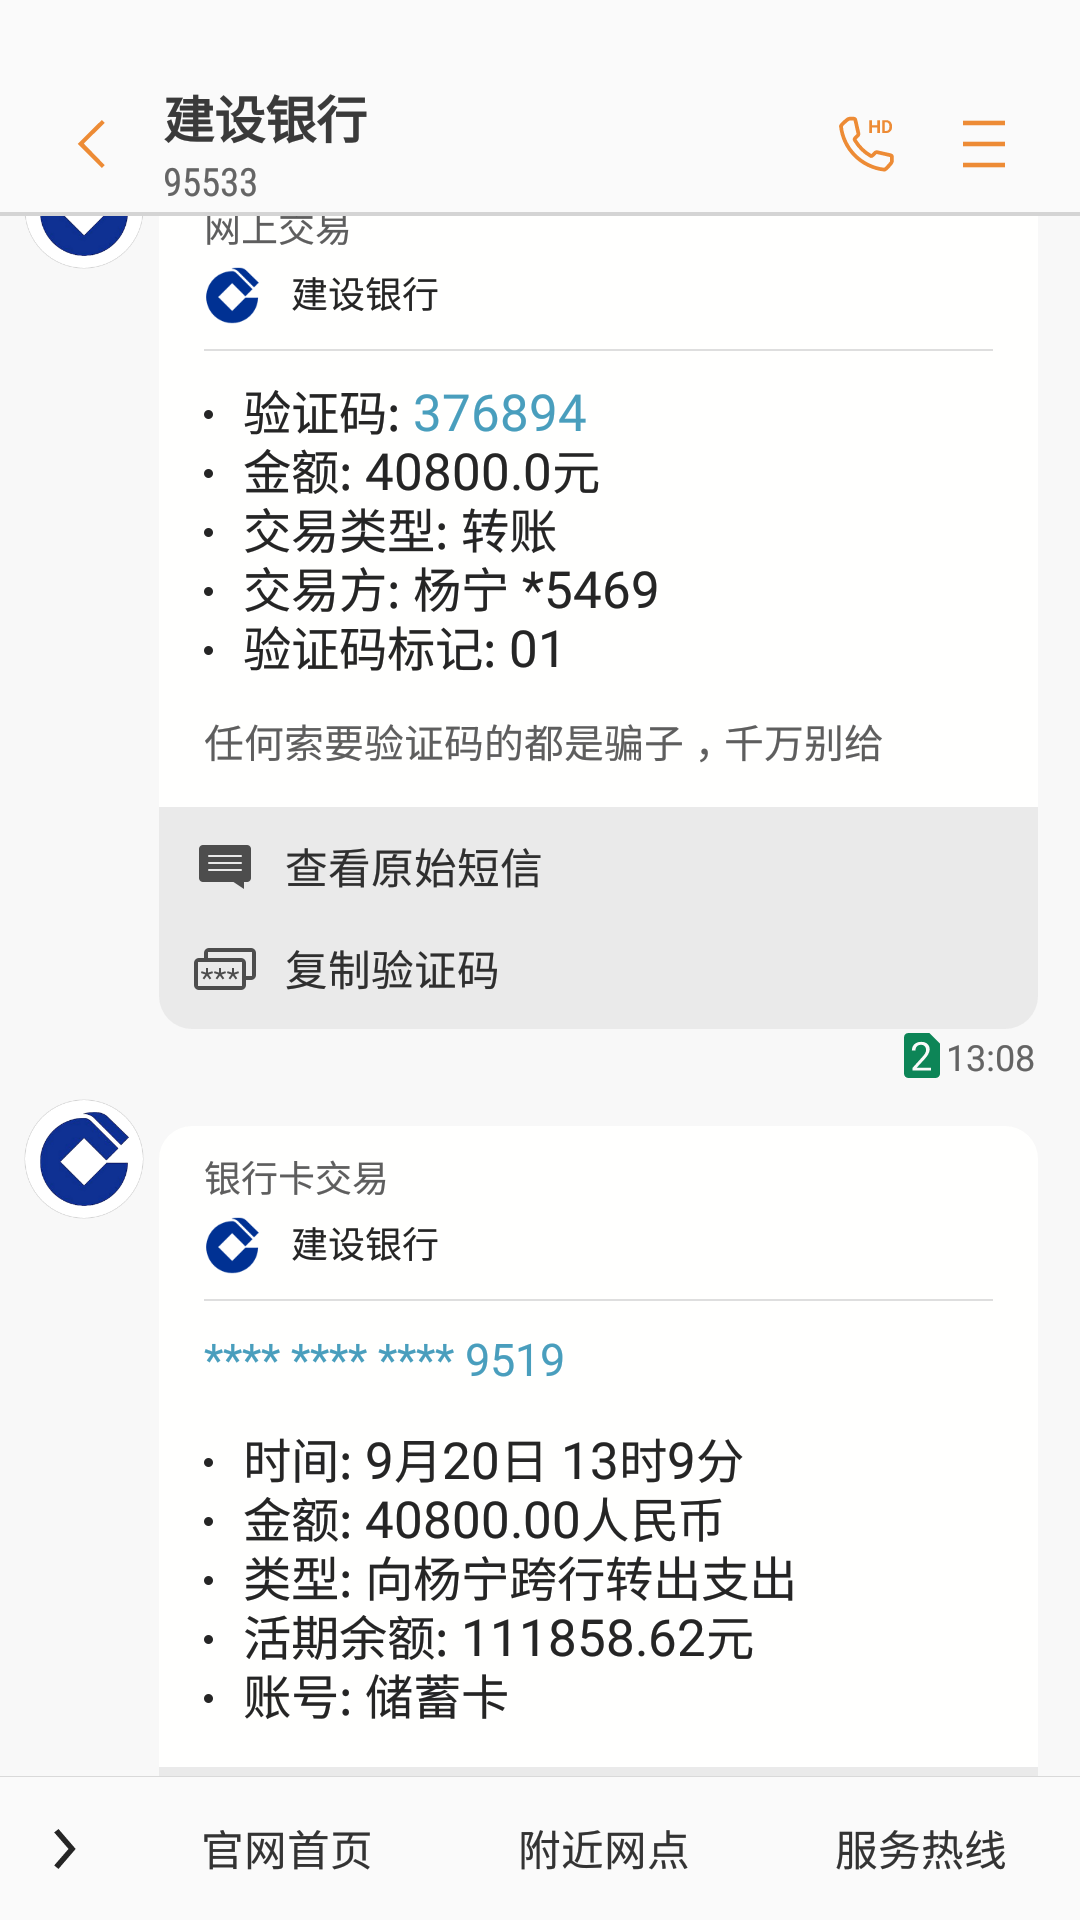 建设银行
95533
HD
网上交易
建设银行
• 验证码: 376894
• 金额: 40800.0元
• 交易类型: 转账
• 交易方: 杨宁 *5469
• 验证码标记: 01
任何索要验证码的都是骗子，千万别给
查看原始短信
*** 复制验证码
2 13:08
银行卡交易
建设银行
**** **** **** 9519
• 时间: 9月20日 13时9分
• 金额: 40800.00人民币
• 类型: 向杨宁跨行转出支出
• 活期余额: 111858.62元
• 账号: 储蓄卡
官网首页 附近网点 服务热线